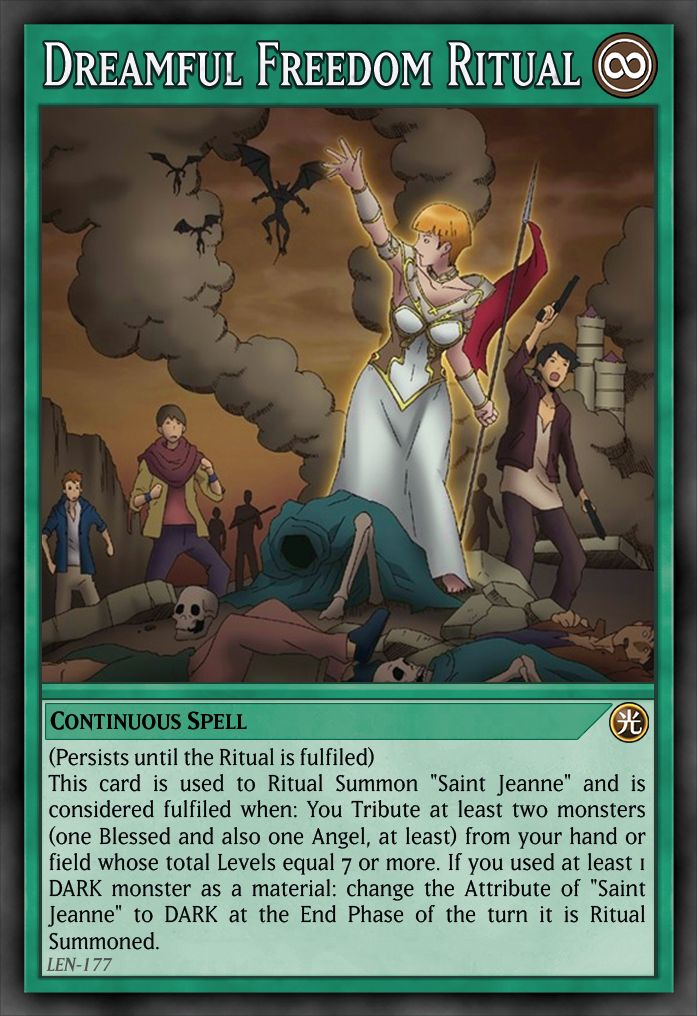 DREAMFUL FREEDOM RITUAL
CONTINUOUS SPELL
光
(Persists until the Ritual is fulfiled)
This card is used to Ritual Summon "Saint Jeanne" and is
considered fulfiled when: You Tribute at least two monsters
(one Blessed and also one Angel, at least) from your hand or
field whose total Levels equal 7 or more. If you used at least 1
DARK monster as a material: change the Attribute of "Saint
Jeanne" to DARK at the End Phase of the turn it is Ritual
Summoned.
LEN-177